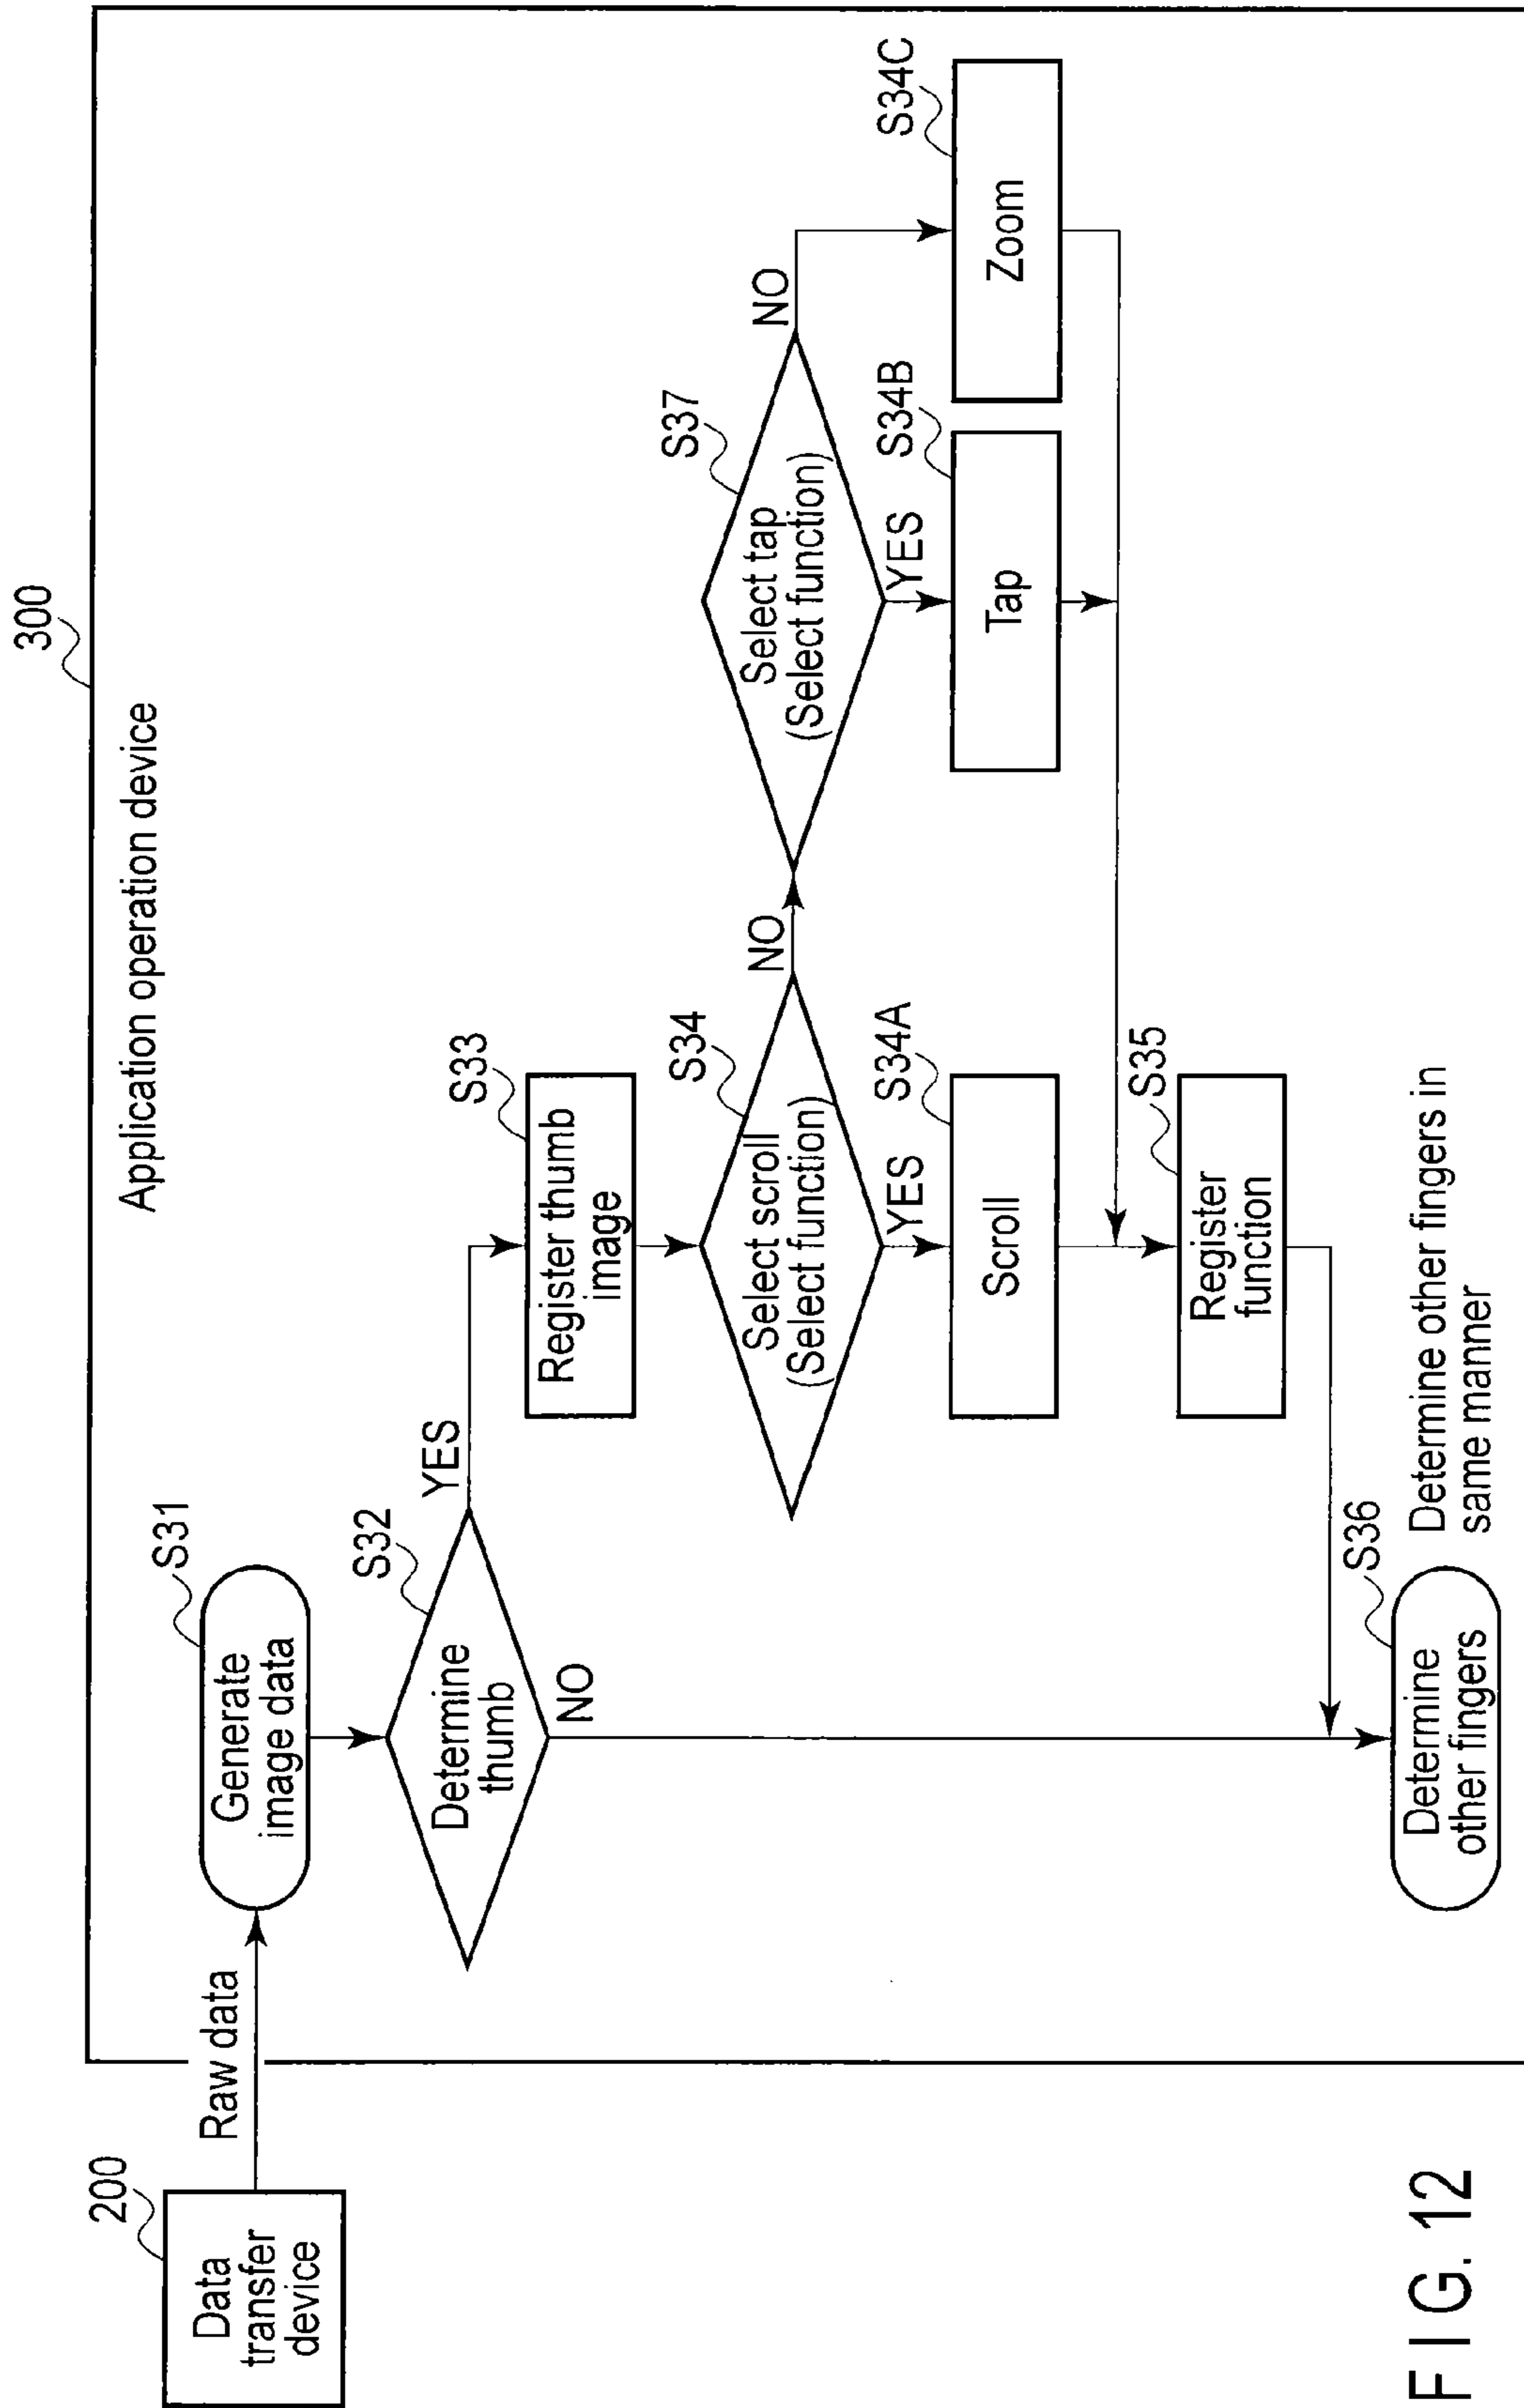 300
Application operation device
200
Data
transfer
device
Raw data
S31
Generate
image data
S32
Determine
thumb
YES
NO
S33
Register thumb
image
S34
Select scroll
(Select function)
NO
YES
S37
Select tap
(Select function)
NO
YES
S34A
Scroll
S34B
Tap
S34C
Zoom
S35
Register
function
S36
Determine
other fingers
Determine other fingers in
same manner
FIG. 12